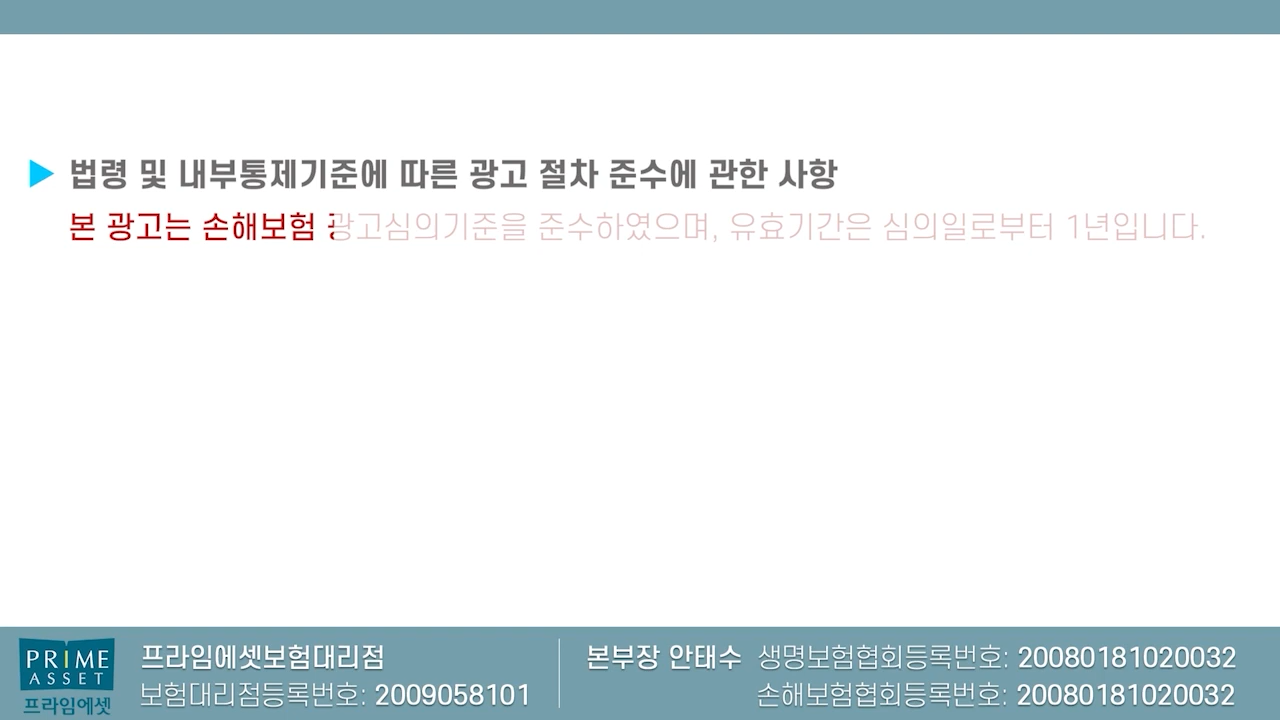 ▶ 법령 및 내부통제기준에 따른 광고 절차 준수에 관한 사항
본 광고는 손해보험 광고심의기준을 준수하였으며, 유효기간은 심의일로부터 1년입니다.
PRIME
ASSET
프라임에셋
프라임에셋보험대리점
보험대리점등록번호: 2009058101
본부장 안태수 생명보험협회등록번호: 20080181020032
손해보험협회등록번호: 20080181020032